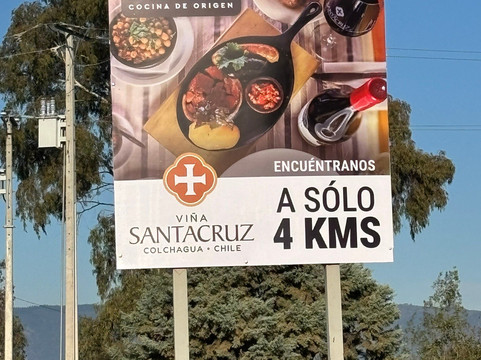 COCINA DE ORIGEN
ENCUÉNTRANOS
A SÓLO
4 KMS
VIÑA
SANTACRUZ
COLCHAGUA • CHILE